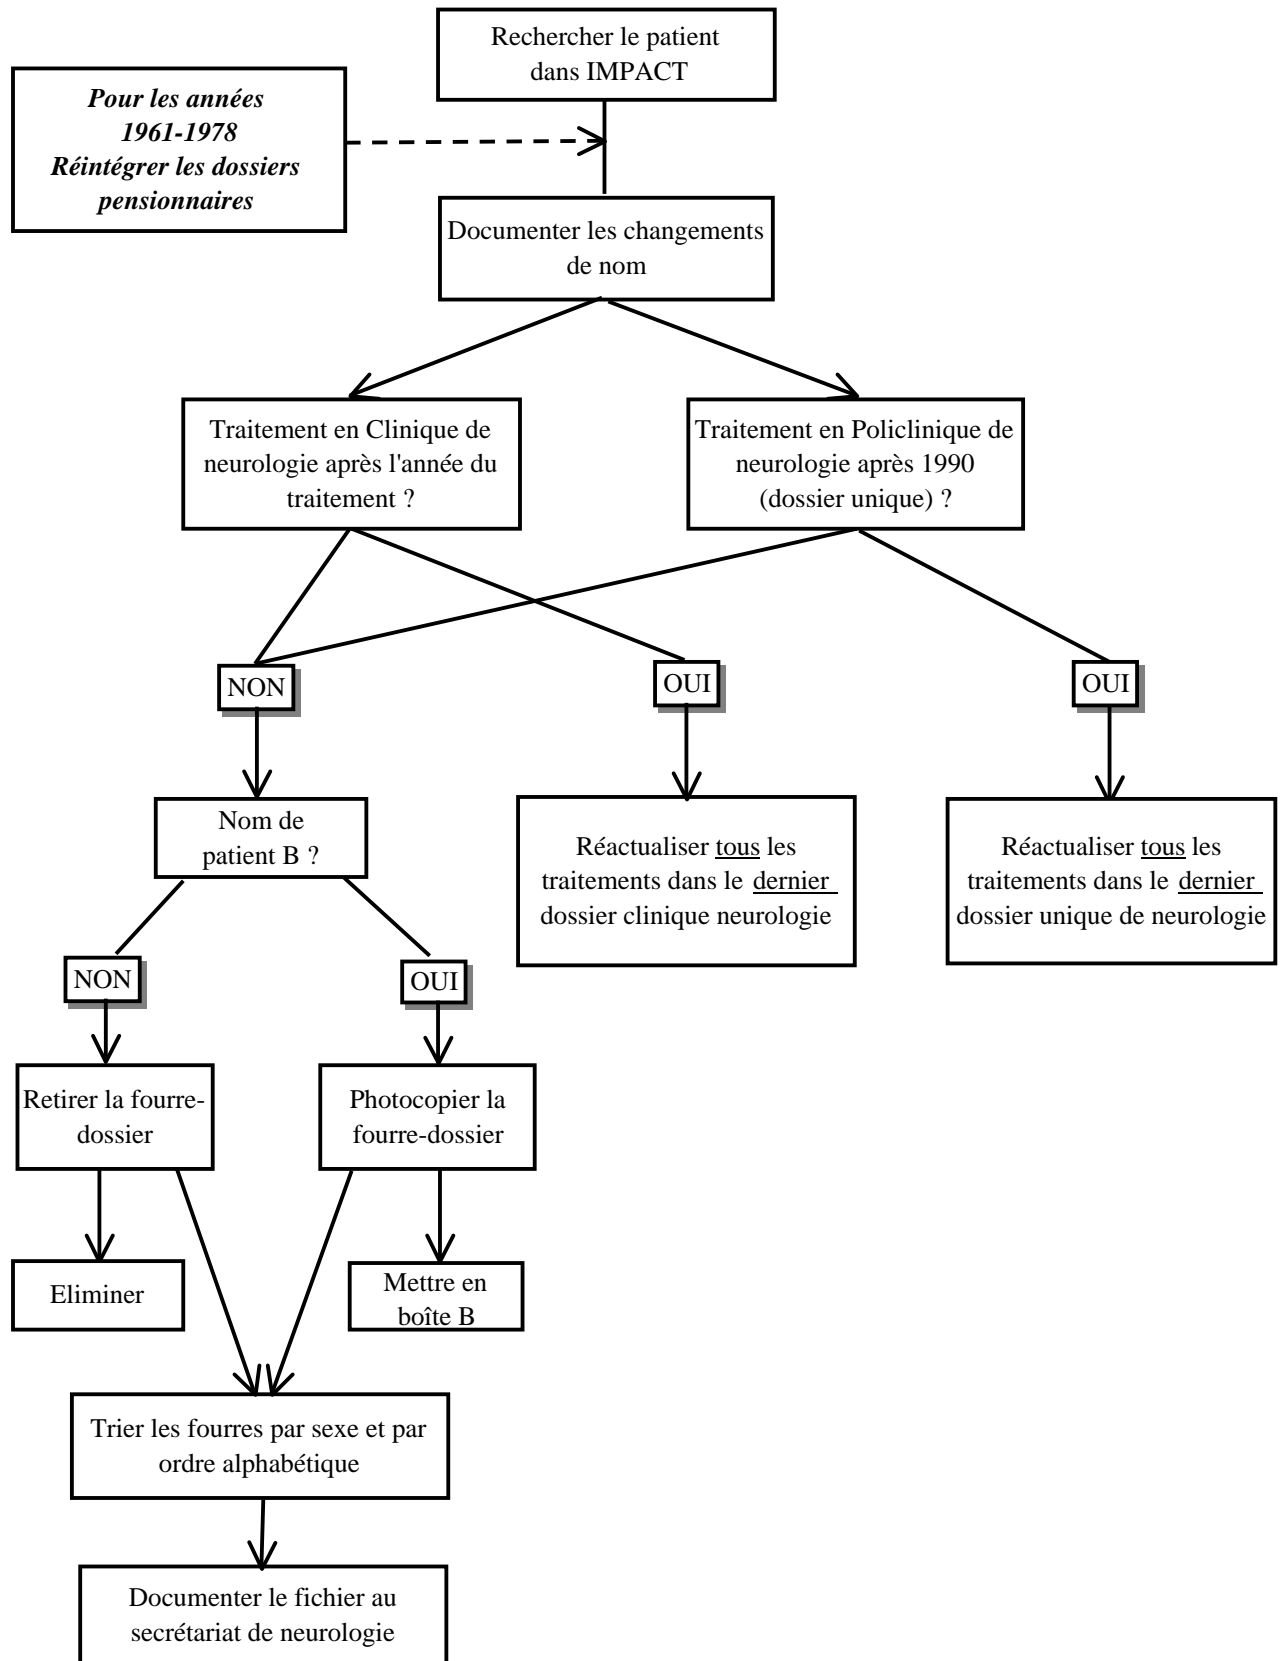 Rechercher le patient
dans IMPACT
Pour les années
1961-1978
Réintégrer les dossiers
pensionnaires
Documenter les changements
de nom
Traitement en Clinique de
neurologie après l'année du
traitement ?
Traitement en Policlinique de
neurologie après 1990
(dossier unique) ?
NON
OUI
OUI
Nom de
patient B ?
Réactualiser tous les
traitements dans le dernier
dossier clinique neurologie
Réactualiser tous les
traitements dans le dernier
dossier unique de neurologie
NON
OUI
Retirer la fourre-
dossier
Photocopier la
fourre-dossier
Eliminer
Mettre en
boîte B
Trier les fourres par sexe et par
ordre alphabétique
Documenter le fichier au
secrétariat de neurologie